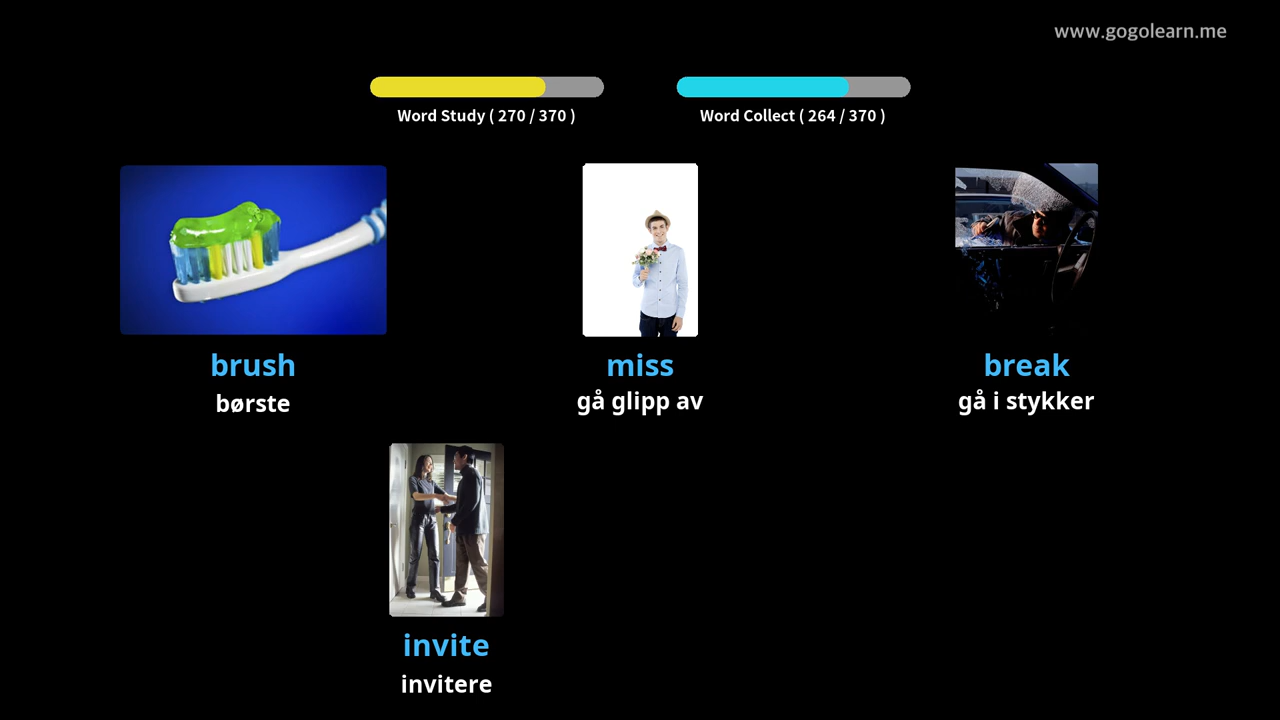 www.gogolearn.me
Word Study ( 270 / 370 )
Word Collect ( 264 / 370 )
brush
børste
miss
gå glipp av
break
gå i stykker
invite
invitere